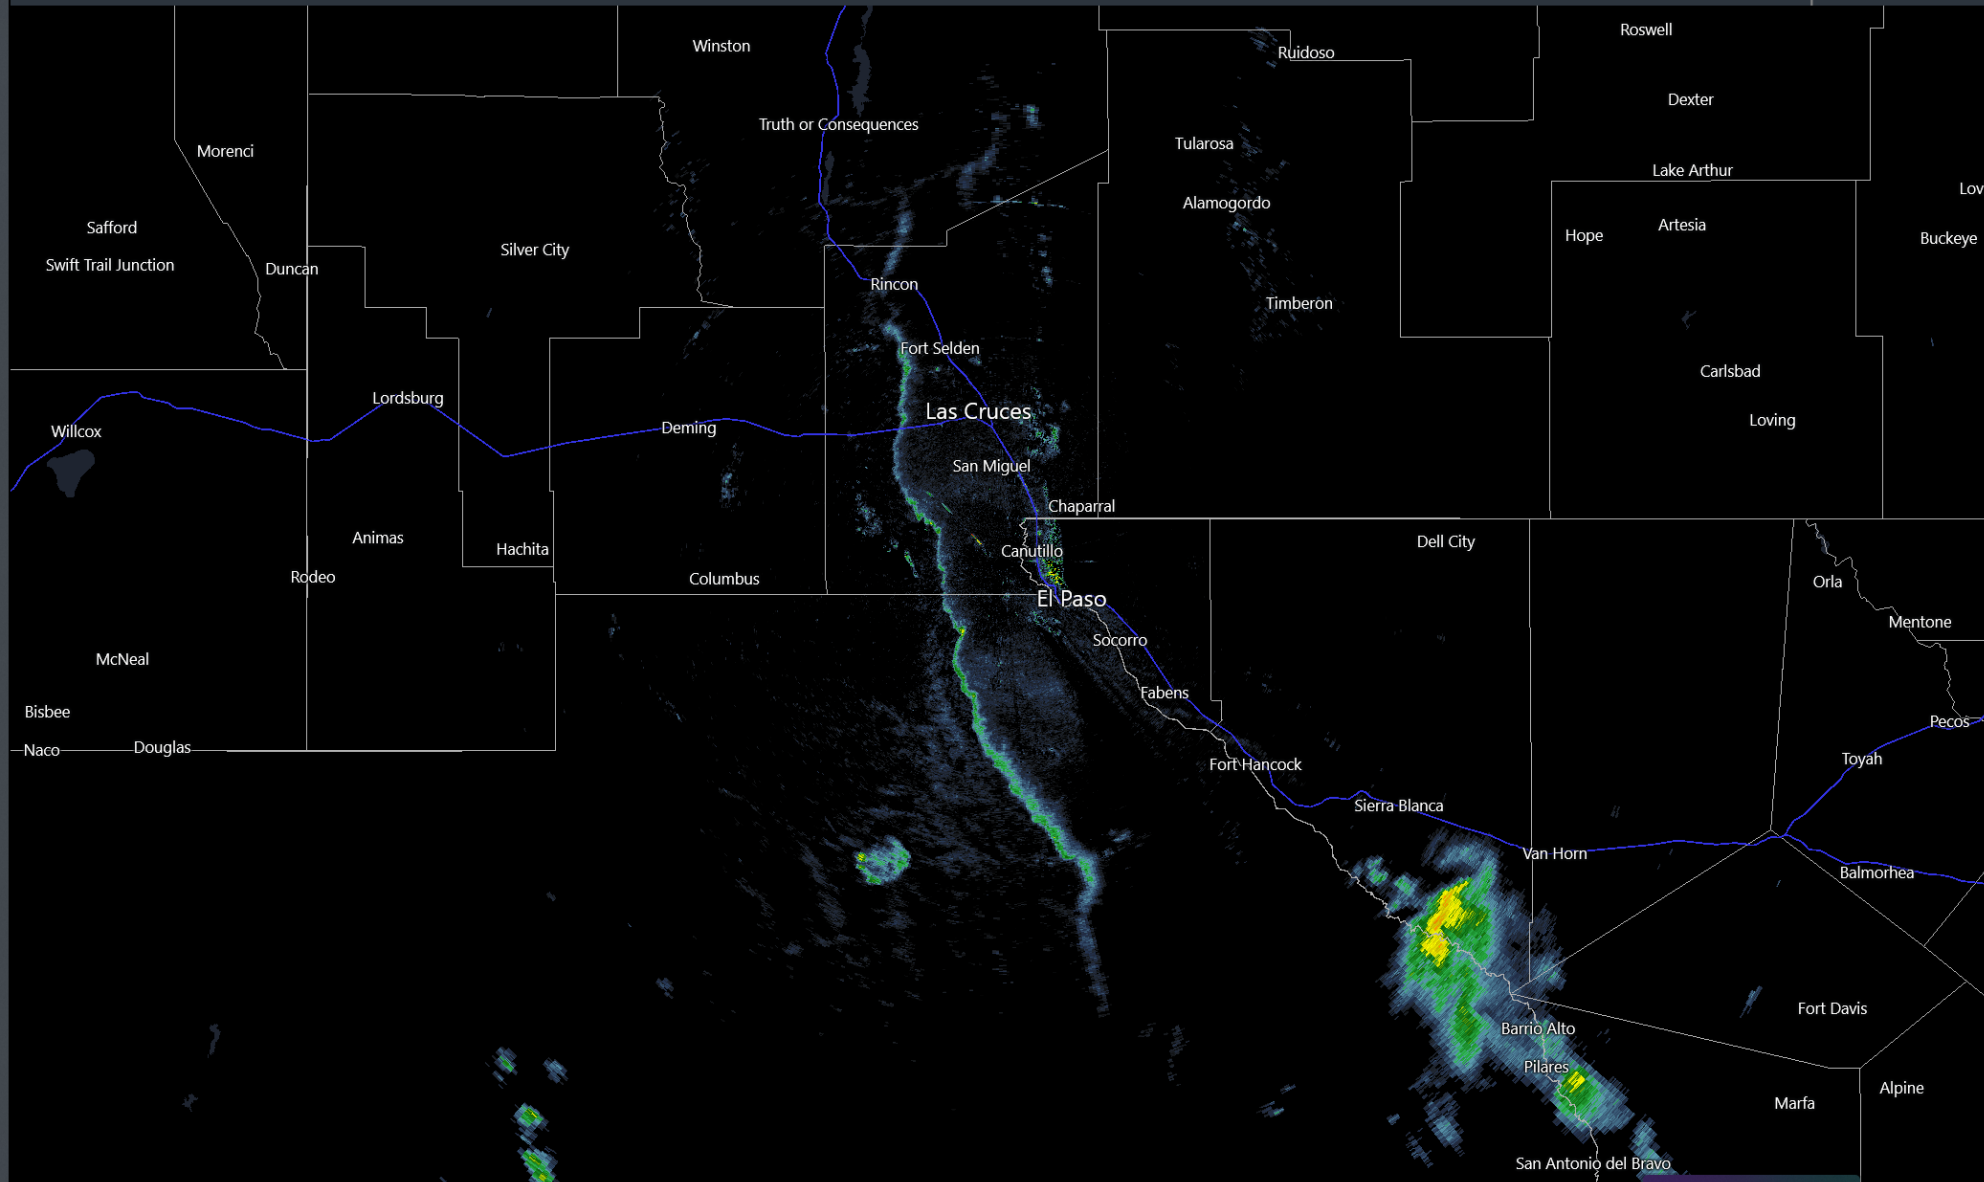 Roswell
Winston
Ruidoso
Dexter
Truth or Consequences
Tularosa
Morenci
Lake Arthur
Lov
Alamogordo
Safford
Artesia
Hope
Buckeye
Silver City
Swift Trail Junction
Duncan
Rincon
Timberon
Fort Selden
Carlsbad
Lordsburg
Las Cruces
Loving
Deming
Willcox
San Miguel
Chaparral
Animas
Dell City
Hachita
Canutillo
Rodeo
Columbus
Orla
El Paso
Mentone
Socorro
McNeal
Fabens
Bisbee
Pecos
Naco
Douglas
Toyah
Fort Hancock
Sierra Blanca
Van Horn
Balmorhea
Fort Davis
Barrio Alto
Pilares
Alpine
Marfa
San Antonio del Bravo